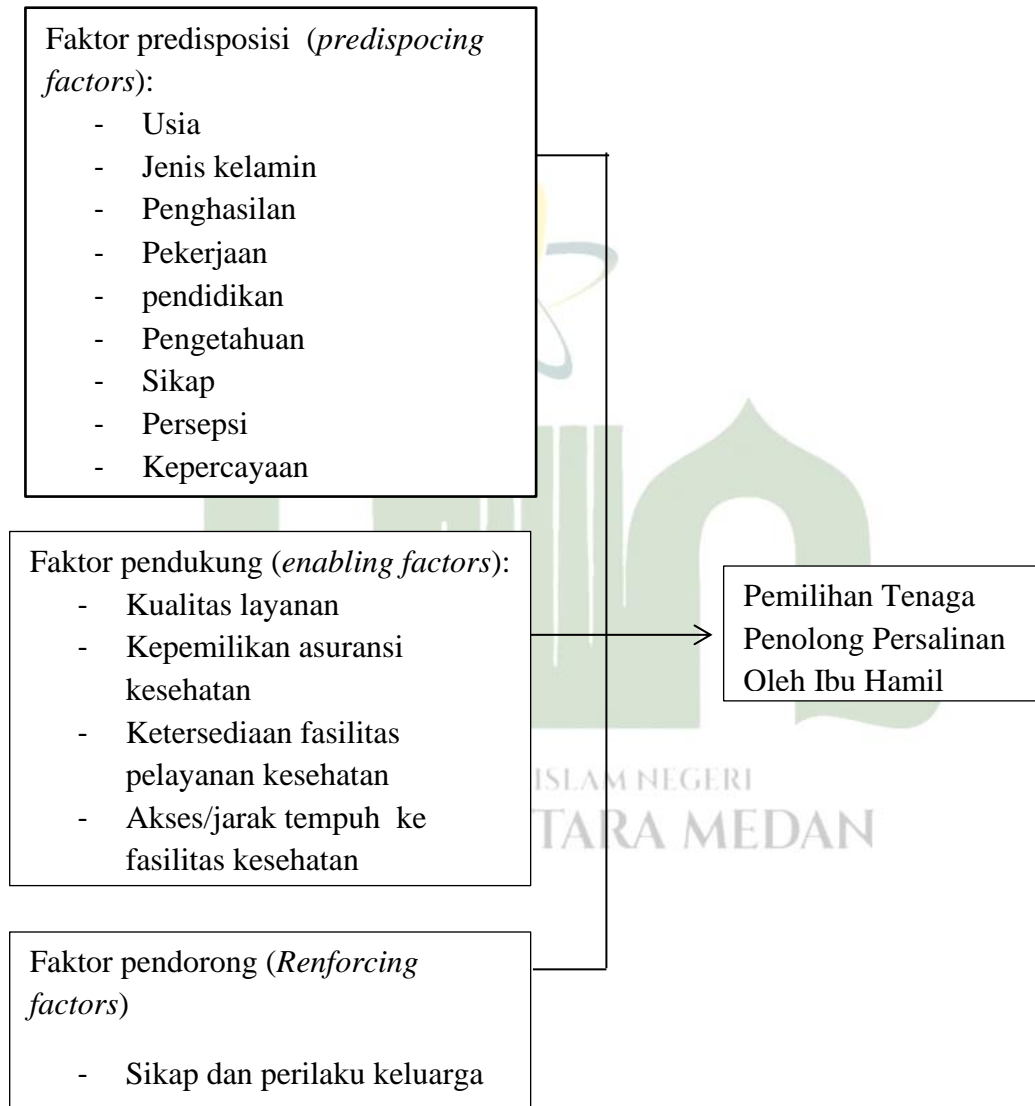 Faktor predisposisi (predispocing
factors):
- Usia
- Jenis kelamin
- Penghasilan
- Pekerjaan
- pendidikan
- Pengetahuan
- Sikap
- Persepsi
- Kepercayaan
Faktor pendukung (enabling factors):
- Kualitas layanan
- Kepemilikan asuransi
kesehatan
- Ketersediaan fasilitas
pelayanan kesehatan
- Akses/jarak tempuh ke
fasilitas kesehatan
Faktor pendorong (Renforcing
factors)
- Sikap dan perilaku keluarga
Pemilihan Tenaga
Penolong Persalinan
Oleh Ibu Hamil
ISLAM NEGERI
TARA MEDAN